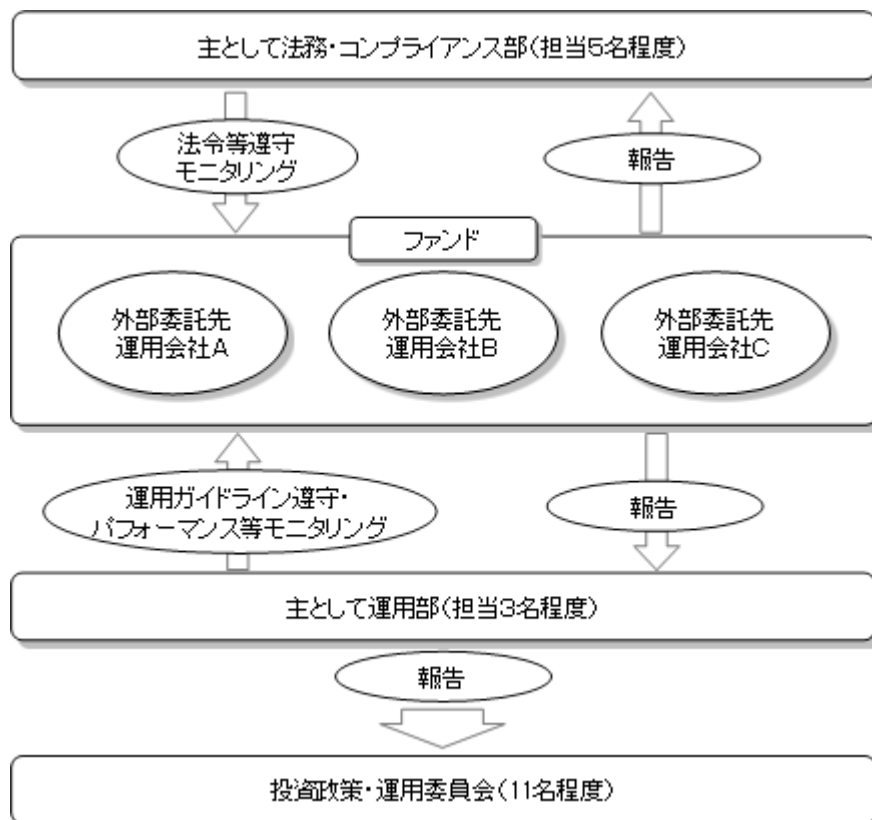 主として法務・コンプライアンス部(担当5名程度)
法令等遵守
モニタリング
報告
ファンド
外部委託先
運用会社A
外部委託先
運用会社B
外部委託先
運用会社C
運用ガイドライン遵守・
パフォーマンス等モニタリング
報告
主として運用部(担当3名程度)
報告
投資政策・運用委員会(11名程度)